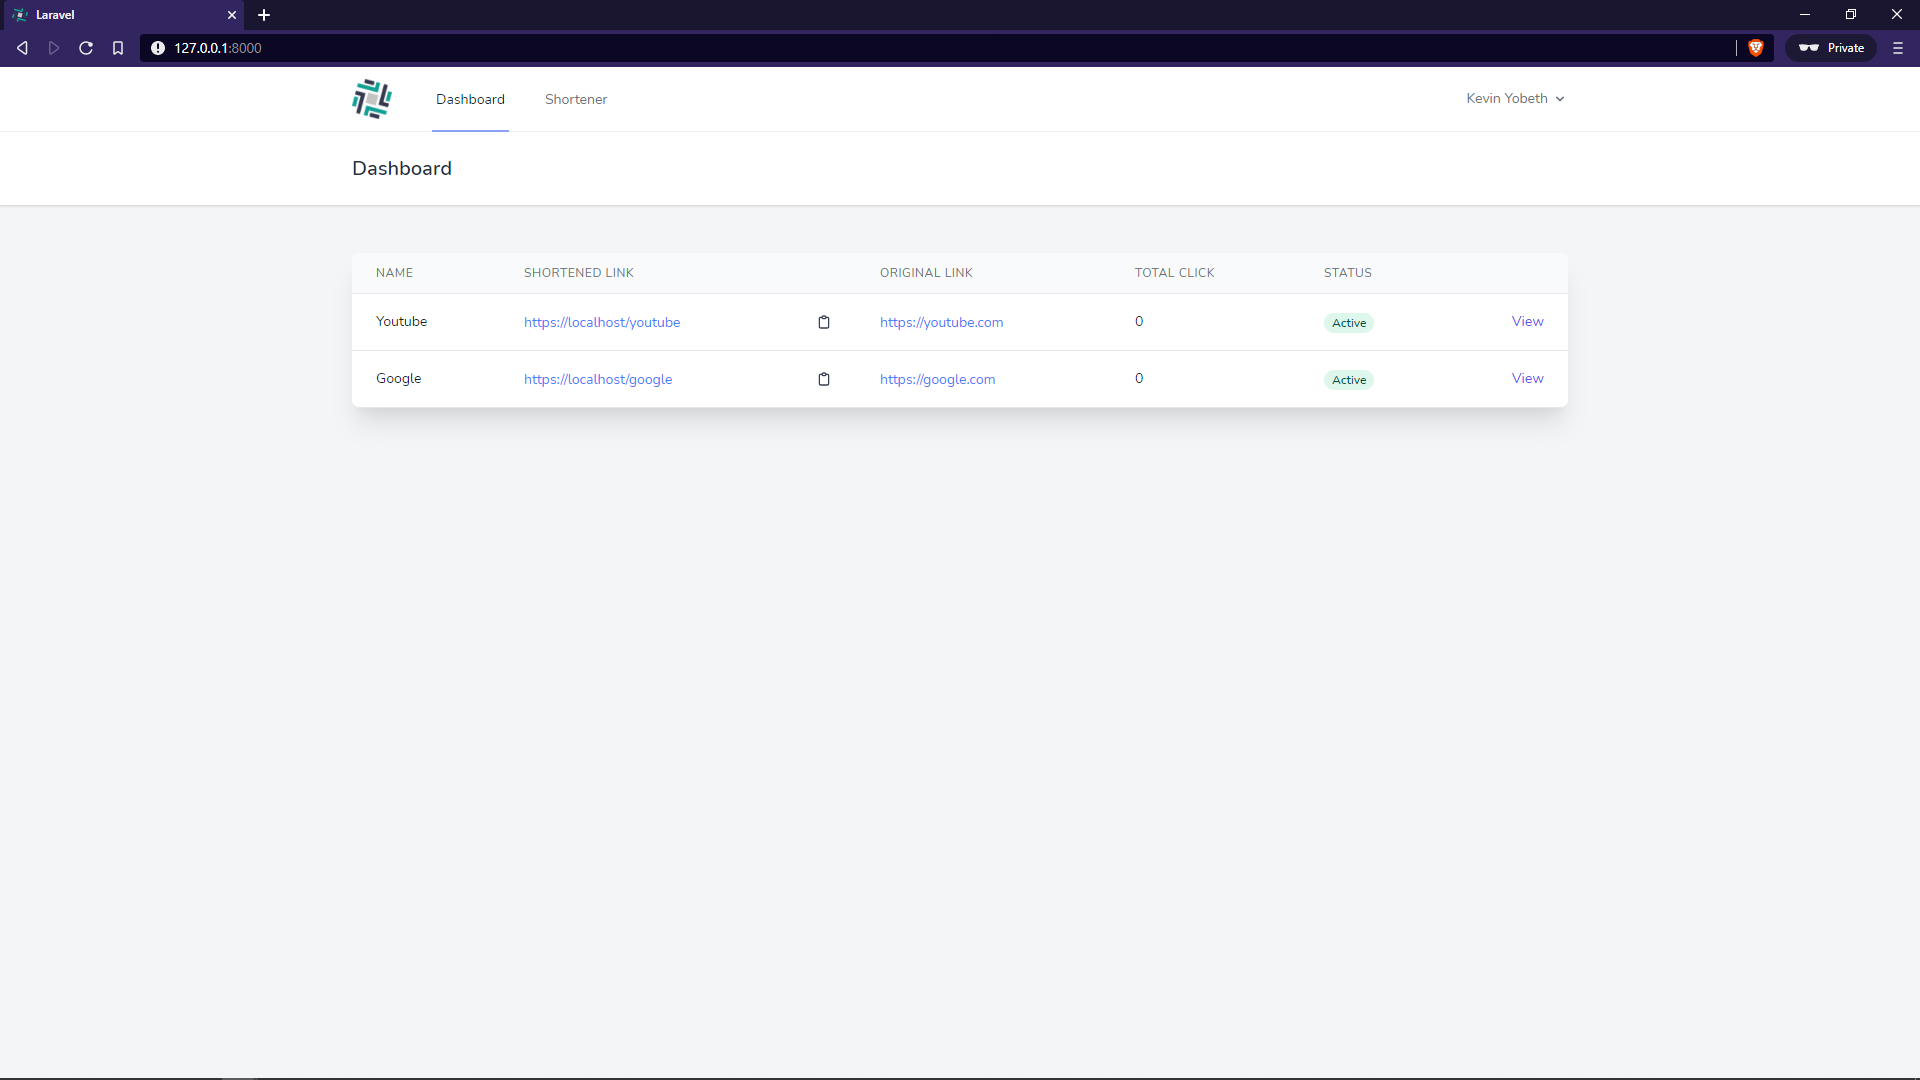 Laravel
127.0.0.1:8000
Private
Dashboard Shortener Kevin Yobeth
Dashboard
NAME SHORTENED LINK ORIGINAL LINK TOTAL CLICK STATUS
Youtube https://localhost/youtube https://youtube.com 0 Active View
Google https://localhost/google https://google.com 0 Active View